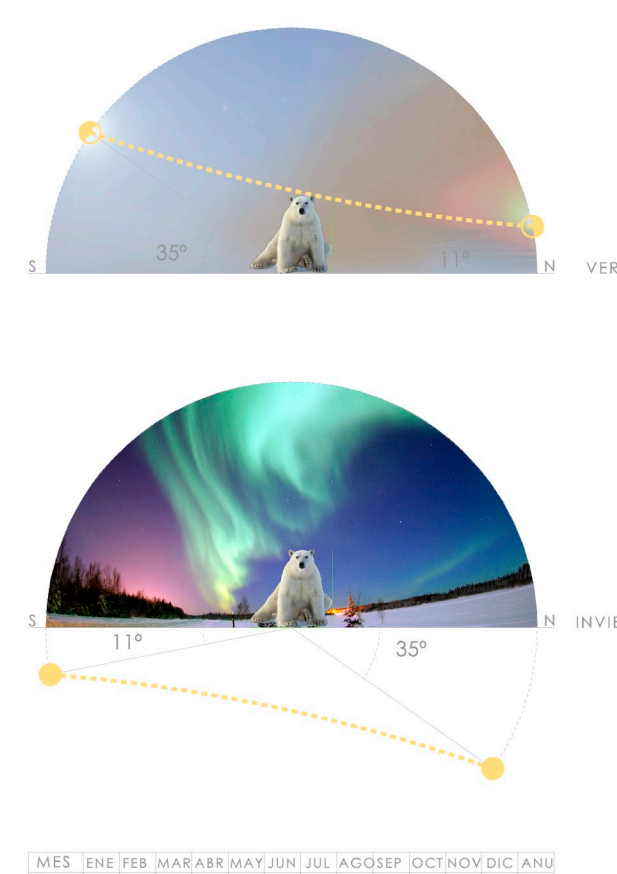 35º
11º
S
N
VER
S
N
INVIE
11º
35º
MES ENE FEB MAR ABR MAY JUN JUL AGO SEP OCT NOV DIC ANU